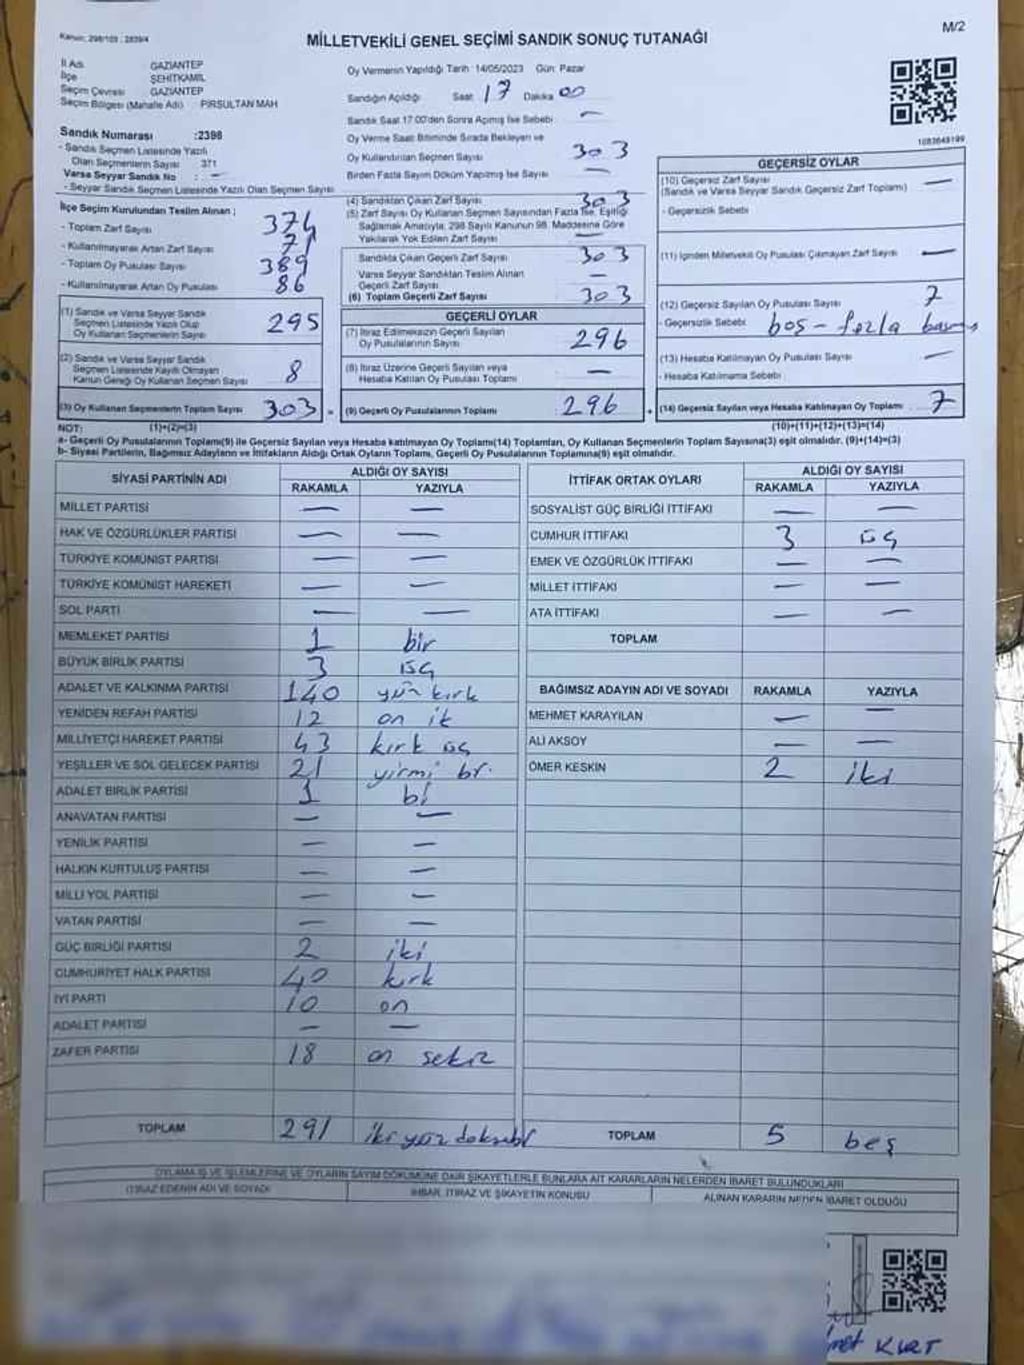 Kanun: 298/105 ; 2839/4
M/2
MİLLETVEKİLİ GENEL SEÇİMİ SANDIK SONUÇ TUTANAĞI
İl Adı GAZİANTEP
İlçe ŞEHİTKAMİL
Seçim Çevresi GAZİANTEP
Seçim Bölgesi (Mahalle Adı) PİRSULTAN MAH
Sandık Numarası :2398
- Sandık Seçmen Listesinde Yazılı
Olan Seçmenlerin Sayısı 371
Varsa Seyyar Sandık No : —
- Seyyar Sandık Seçmen Listesinde Yazılı Olan Seçmen Sayısı
İlçe Seçim Kurulundan Teslim Alınan ;
- Toplam Zarf Sayısı 374
- Kullanılmayarak Artan Zarf Sayısı 71
- Toplam Oy Pusulası Sayısı 389
- Kullanılmayarak Artan Oy Pusulası 86
(1) Sandık ve Varsa Seyyar Sandık
Seçmen Listesinde Yazılı Olup
Oy Kullanan Seçmenlerin Sayısı 295
(2) Sandık ve Varsa Seyyar Sandık
Seçmen Listesinde Kayıtlı Olmayan
Kanun Gereği Oy Kullanan Seçmen Sayısı 8
(3) Oy Kullanan Seçmenlerin Toplam Sayısı 303 =
Oy Vermenin Yapıldığı Tarih :14/05/2023 Gün: Pazar
Sandığın Açıldığı Saat 17 Dakika 00
Sandık Saat 17:00'den Sonra Açılmış İse Sebebi —
Oy Verme Saati Bitiminde Sırada Bekleyen ve
Oy Kullandırılan Seçmen Sayısı 303
Birden Fazla Sayım Döküm Yapılmış İse Sayısı —
(4) Sandıktan Çıkan Zarf Sayısı 303
(5) Zarf Sayısı Oy Kullanan Seçmen Sayısından Fazla İse, Eşitliği
Sağlamak Amacıyla; 298 Sayılı Kanunun 98. Maddesine Göre
Yakılarak Yok Edilen Zarf Sayısı —
Sandıkta Çıkan Geçerli Zarf Sayısı 303
Varsa Seyyar Sandıktan Teslim Alınan
Geçerli Zarf Sayısı —
(6) Toplam Geçerli Zarf Sayısı 303
GEÇERLİ OYLAR
(7) İtiraz Edilmeksizin Geçerli Sayılan
Oy Pusulalarının Sayısı 296
(8) İtiraz Üzerine Geçerli Sayılan veya
Hesaba Katılan Oy Pusulası Toplamı —
(9) Geçerli Oy Pusulalarının Toplamı 296 +
1083649199
GEÇERSİZ OYLAR
(10) Geçersiz Zarf Sayısı —
(Sandık ve Varsa Seyyar Sandık Geçersiz Zarf Toplamı)
- Geçersizlik Sebebi
(11) İçinden Milletvekili Oy Pusulası Çıkmayan Zarf Sayısı —
(12) Geçersiz Sayılan Oy Pusulası Sayısı 7
- Geçersizlik Sebebi boş - fazla
(13) Hesaba Katılmayan Oy Pusulası Sayısı —
- Hesaba Katılmama Sebebi
(14) Geçersiz Sayılan veya Hesaba Katılmayan Oy Toplamı 7
NOT: (1)+(2)=(3) (10)+(11)+(12)+(13)=(14)
a- Geçerli Oy Pusulalarının Toplamı(9) ile Geçersiz Sayılan veya Hesaba katılmayan Oy Toplamı(14) Toplamları, Oy Kullanan Seçmenlerin Toplam Sayısına(3) eşit olmalıdır. (9)+(14)=(3)
b- Siyasi Partilerin, Bağımsız Adayların ve İttifakların Aldığı Ortak Oyların Toplamı, Geçerli Oy Pusulalarının Toplamına(9) eşit olmalıdır.
SİYASİ PARTİNİN ADI ALDIĞI OY SAYISI
RAKAMLA YAZIYLA
MİLLET PARTİSİ — —
HAK VE ÖZGÜRLÜKLER PARTİSİ — —
TÜRKİYE KOMÜNİST PARTİSİ — —
TÜRKİYE KOMÜNİST HAREKETİ — —
SOL PARTİ — —
MEMLEKET PARTİSİ 1 bir
BÜYÜK BİRLİK PARTİSİ 3 üç
ADALET VE KALKINMA PARTİSİ 140 yüz kırk
YENİDEN REFAH PARTİSİ 12 on ik
MİLLİYETÇİ HAREKET PARTİSİ 43 kırk üç
YEŞİLLER VE SOL GELECEK PARTİSİ 21 yirmi br.
ADALET BİRLİK PARTİSİ 1 bi
ANAVATAN PARTİSİ — —
YENİLİK PARTİSİ — —
HALKIN KURTULUŞ PARTİSİ — —
MİLLİ YOL PARTİSİ — —
VATAN PARTİSİ — —
GÜÇ BİRLİĞİ PARTİSİ 2 iki
CUMHURİYET HALK PARTİSİ 40 kırk
İYİ PARTİ 10 on
ADALET PARTİSİ — —
ZAFER PARTİSİ 18 on sekiz
TOPLAM 291 iki yüz
İTTİFAK ORTAK OYLARI ALDIĞI OY SAYISI
RAKAMLA YAZIYLA
SOSYALİST GÜÇ BİRLİĞİ İTTİFAKI — —
CUMHUR İTTİFAKI 3 üç
EMEK VE ÖZGÜRLÜK İTTİFAKI — —
MİLLET İTTİFAKI — —
ATA İTTİFAKI — —
TOPLAM
BAĞIMSIZ ADAYIN ADI VE SOYADI RAKAMLA YAZIYLA
MEHMET KARAYILAN — —
ALİ AKSOY — —
ÖMER KESKİN 2 iki
TOPLAM 5 beş
OYLAMA İŞ VE İŞLEMLERİNE VE OYLARIN SAYIM DÖKÜMÜNE DAİR ŞİKAYETLERLE BUNLARA AİT KARARLARIN NELERDEN İBARET BULUNDUKLARI
İTİRAZ EDENİN ADI VE SOYADI İHBAR, İTİRAZ VE ŞİKAYETİN KONUSU ALINAN KARARIN NEDEN İBARET OLDUĞU
KURT